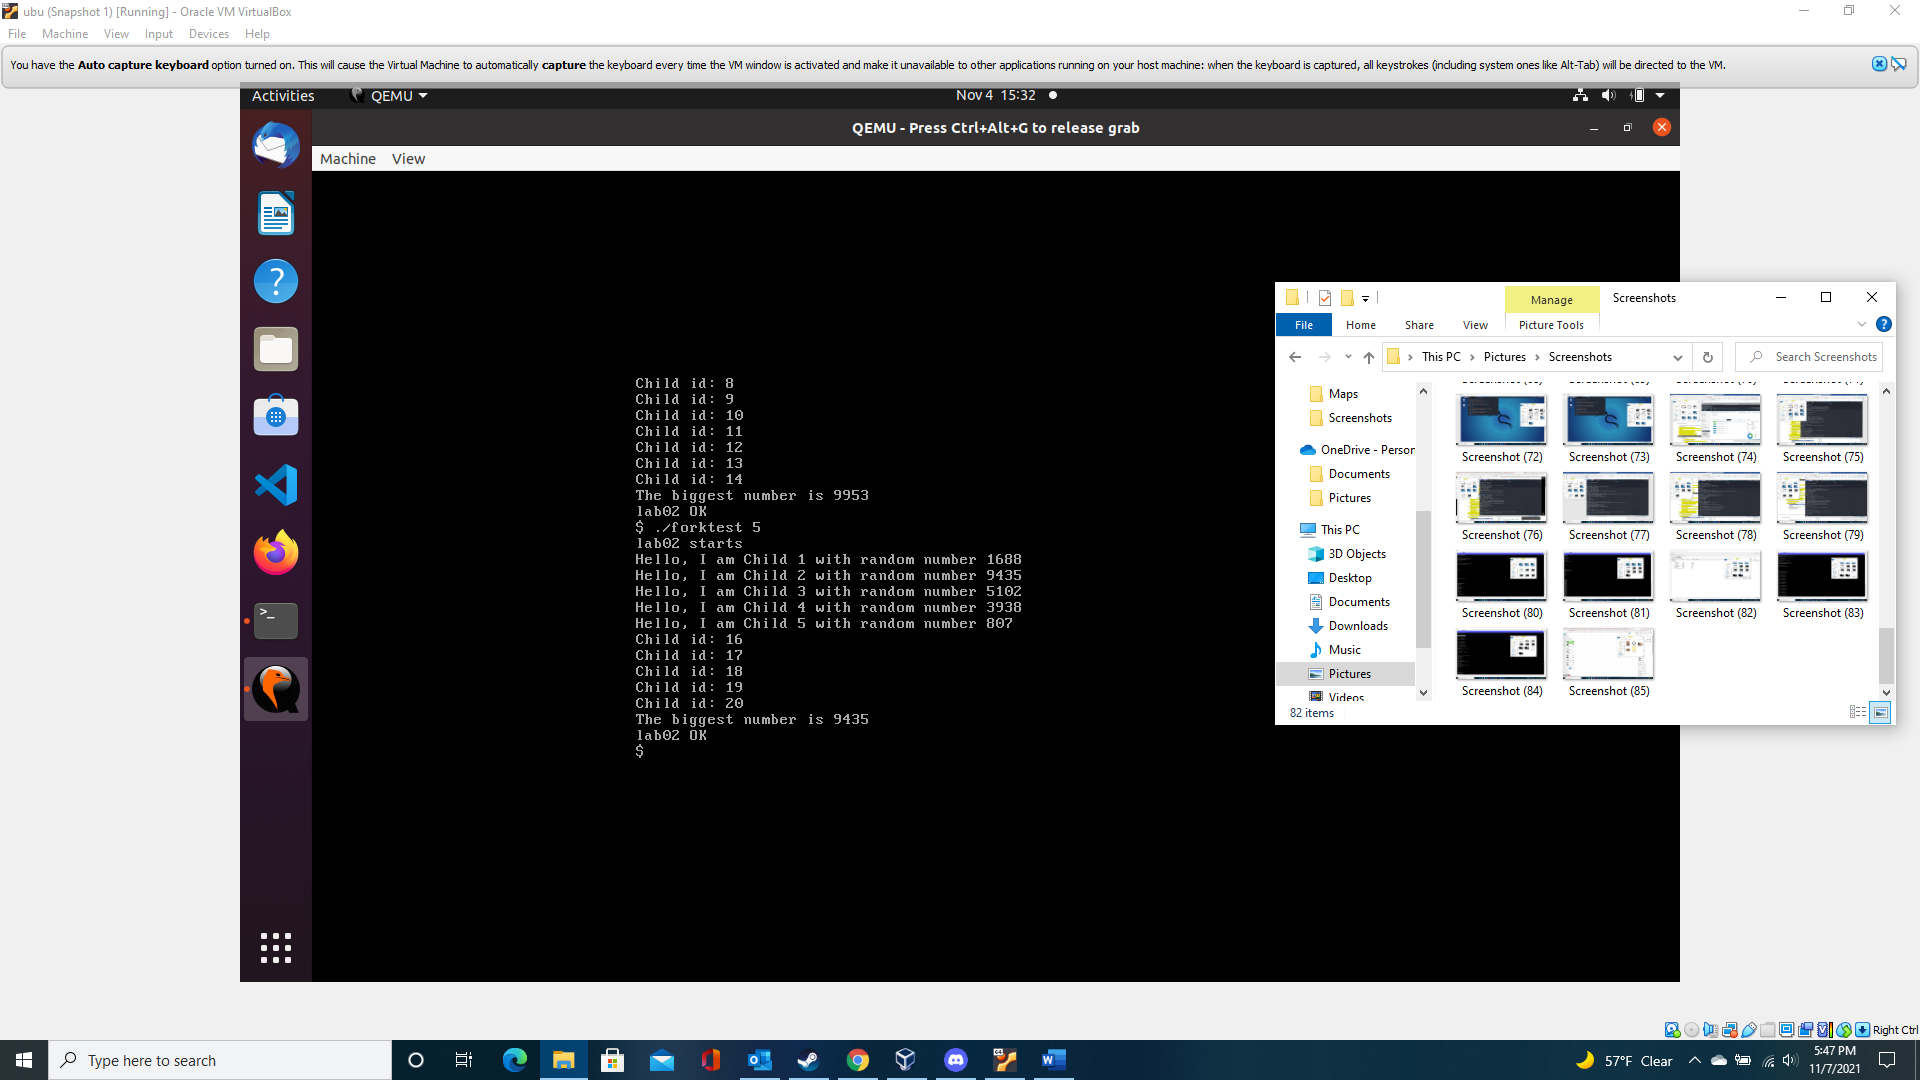 ubu (Snapshot 1) [Running] - Oracle VM VirtualBox
File Machine View Input Devices Help
You have the Auto capture keyboard option turned on. This will cause the Virtual Machine to automatically capture the keyboard every time the VM window is activated and make it unavailable to other applications running on your host machine: when the keyboard is captured, all keystrokes (including system ones like Alt-Tab) will be directed to the VM.
Activities QEMU Nov 4 15:32
QEMU - Press Ctrl+Alt+G to release grab
Machine View
Child id: 8
Child id: 9
Child id: 10
Child id: 11
Child id: 12
Child id: 13
Child id: 14
The biggest number is 9953
lab02 OK
$ ./forktest 5
lab02 starts
Hello, I am Child 1 with random number 1688
Hello, I am Child 2 with random number 9435
Hello, I am Child 3 with random number 5102
Hello, I am Child 4 with random number 3938
Hello, I am Child 5 with random number 807
Child id: 16
Child id: 17
Child id: 18
Child id: 19
Child id: 20
The biggest number is 9435
lab02 OK
$
Manage Screenshots
File Home Share View Picture Tools
This PC > Pictures > Screenshots
Search Screenshots
Maps
Screenshots
OneDrive - Person
Documents
Pictures
This PC
3D Objects
Desktop
Documents
Downloads
Music
Pictures
Videos
Screenshot (72) Screenshot (73) Screenshot (74) Screenshot (75)
Screenshot (76) Screenshot (77) Screenshot (78) Screenshot (79)
Screenshot (80) Screenshot (81) Screenshot (82) Screenshot (83)
Screenshot (84) Screenshot (85)
82 items
Right Ctrl
Type here to search
57°F Clear
5:47 PM
11/7/2021